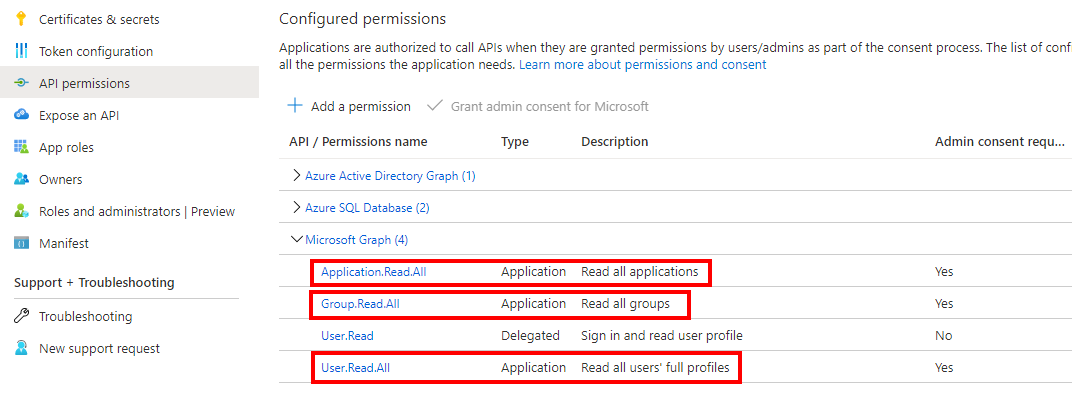 Certificates & secrets
Token configuration
API permissions
Expose an API
App roles
Owners
Roles and administrators | Preview
Manifest
Support + Troubleshooting
Troubleshooting
New support request
Configured permissions
Applications are authorized to call APIs when they are granted permissions by users/admins as part of the consent process. The list of conf
all the permissions the application needs. Learn more about permissions and consent
Add a permission Grant admin consent for Microsoft
API / Permissions name Type Description Admin consent requ...
Azure Active Directory Graph (1)
Azure SQL Database (2)
Microsoft Graph (4)
Application.Read.All Application Read all applications Yes
Group.Read.All Application Read all groups Yes
User.Read Delegated Sign in and read user profile No
User.Read.All Application Read all users' full profiles Yes